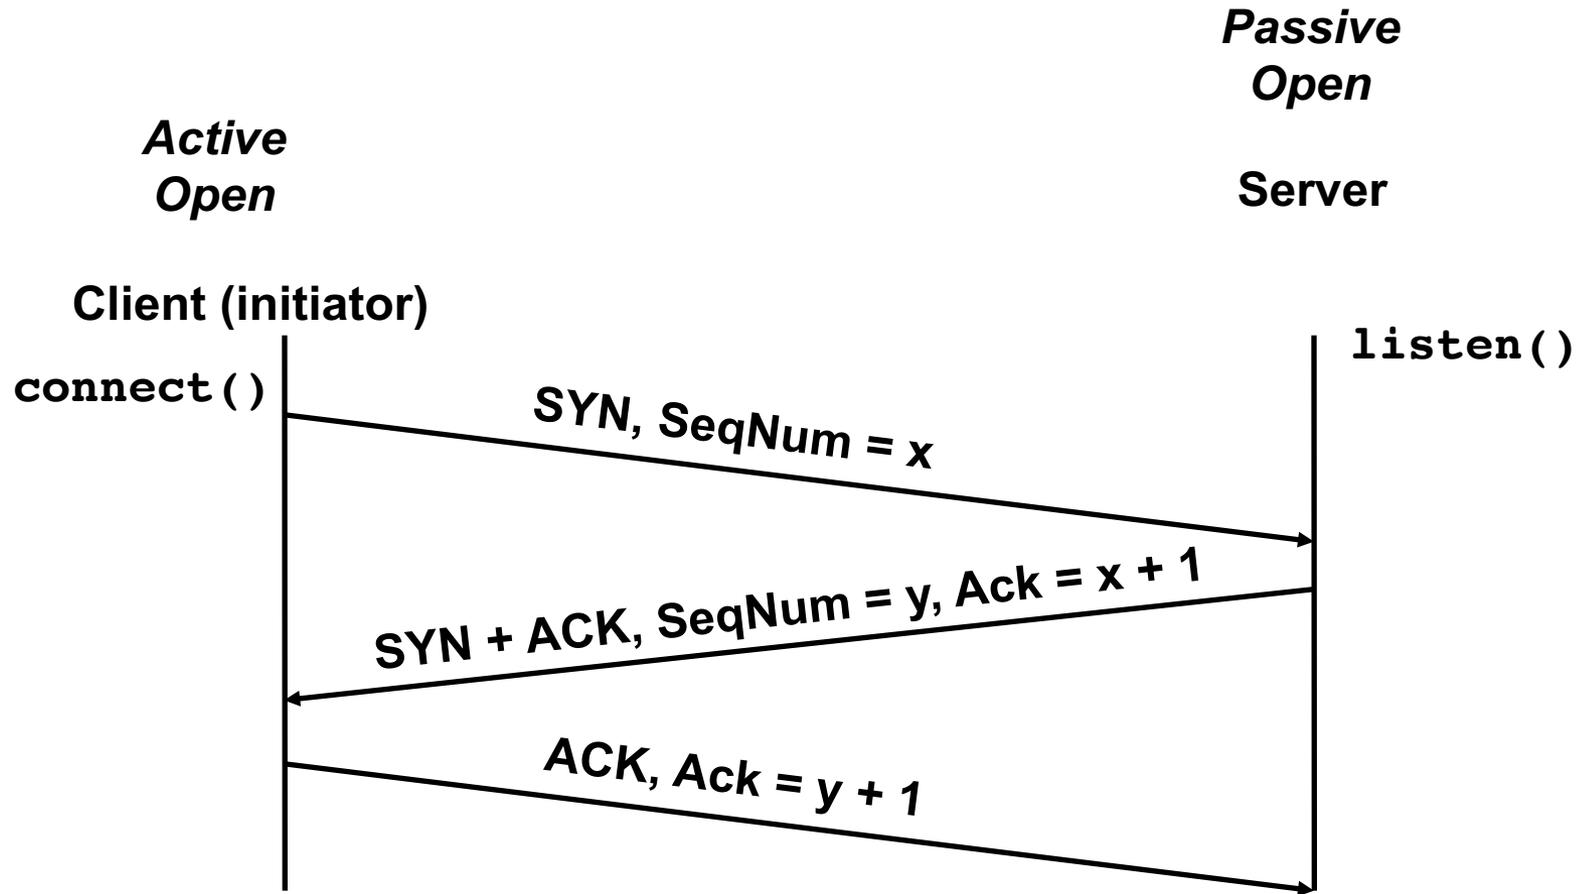 Passive
Open
Active
Open
Server
Client (initiator)
listen()
connect()
SYN, SeqNum = x
SYN + ACK, SeqNum = y, Ack = x + 1
ACK, Ack = y + 1